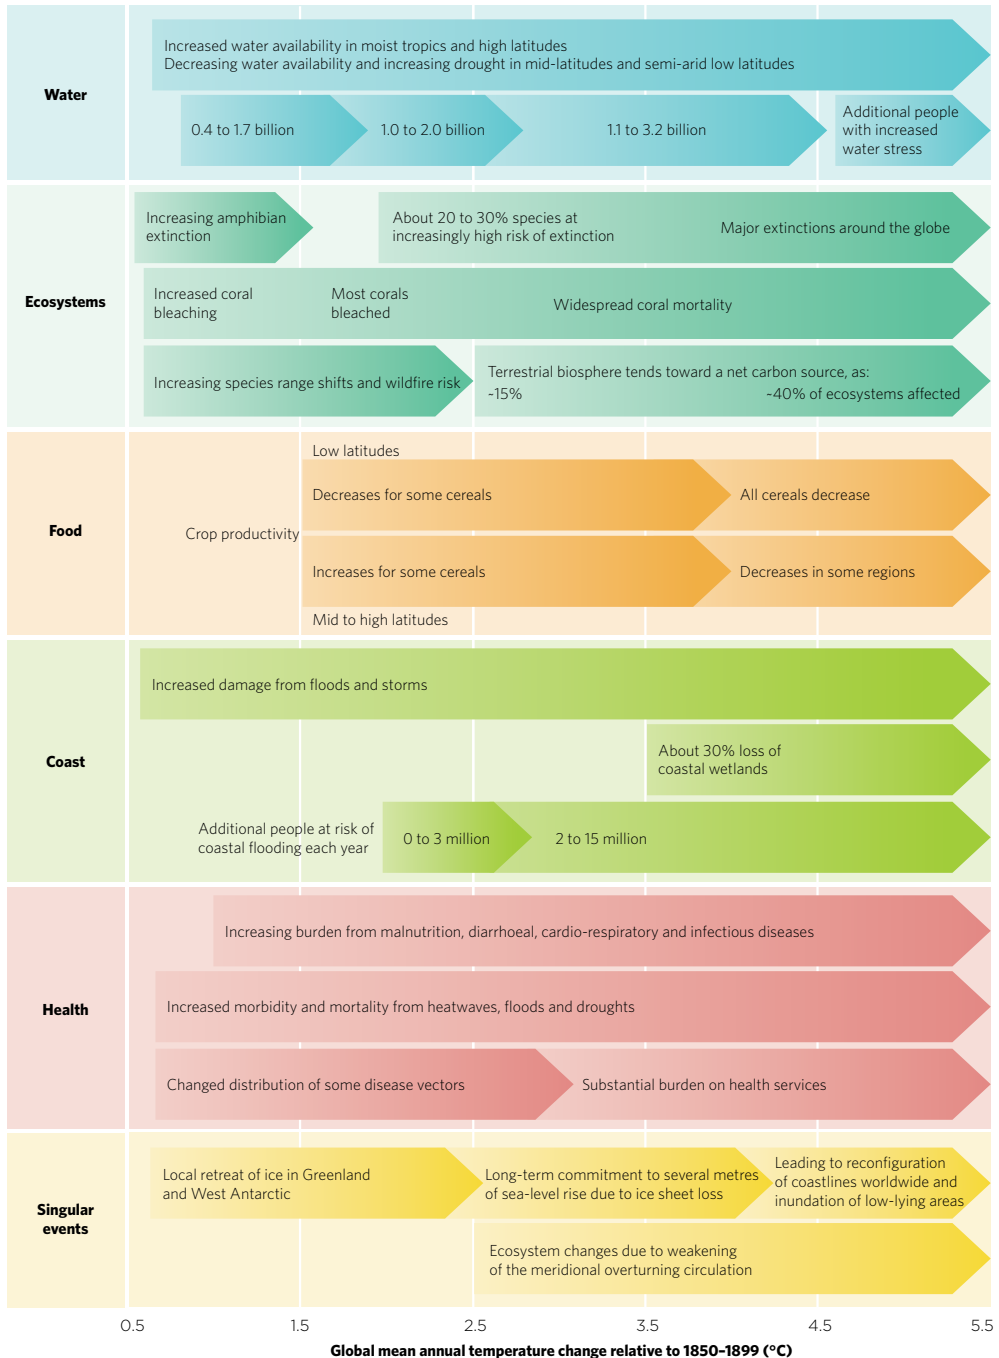 Water
Increased water availability in moist tropics and high latitudes
Decreasing water availability and increasing drought in mid-latitudes and semi-arid low latitudes
0.4 to 1.7 billion
1.0 to 2.0 billion
1.1 to 3.2 billion
Additional people
with increased
water stress
Ecosystems
Increasing amphibian
extinction
About 20 to 30% species at
increasingly high risk of extinction
Major extinctions around the globe
Increased coral
bleaching
Most corals
bleached
Widespread coral mortality
Increasing species range shifts and wildfire risk
Terrestrial biosphere tends toward a net carbon source, as:
~15%
~40% of ecosystems affected
Food
Crop productivity
Low latitudes
Decreases for some cereals
All cereals decrease
Increases for some cereals
Decreases in some regions
Mid to high latitudes
Coast
Increased damage from floods and storms
About 30% loss of
coastal wetlands
Additional people at risk of
coastal flooding each year
0 to 3 million
2 to 15 million
Health
Increasing burden from malnutrition, diarrhoeal, cardio-respiratory and infectious diseases
Increased morbidity and mortality from heatwaves, floods and droughts
Changed distribution of some disease vectors
Substantial burden on health services
Singular
events
Local retreat of ice in Greenland
and West Antarctic
Long-term commitment to several metres
of sea-level rise due to ice sheet loss
Leading to reconfiguration
of coastlines worldwide and
inundation of low-lying areas
Ecosystem changes due to weakening
of the meridional overturning circulation
0.5
1.5
2.5
3.5
4.5
5.5
Global mean annual temperature change relative to 1850–1899 (°C)